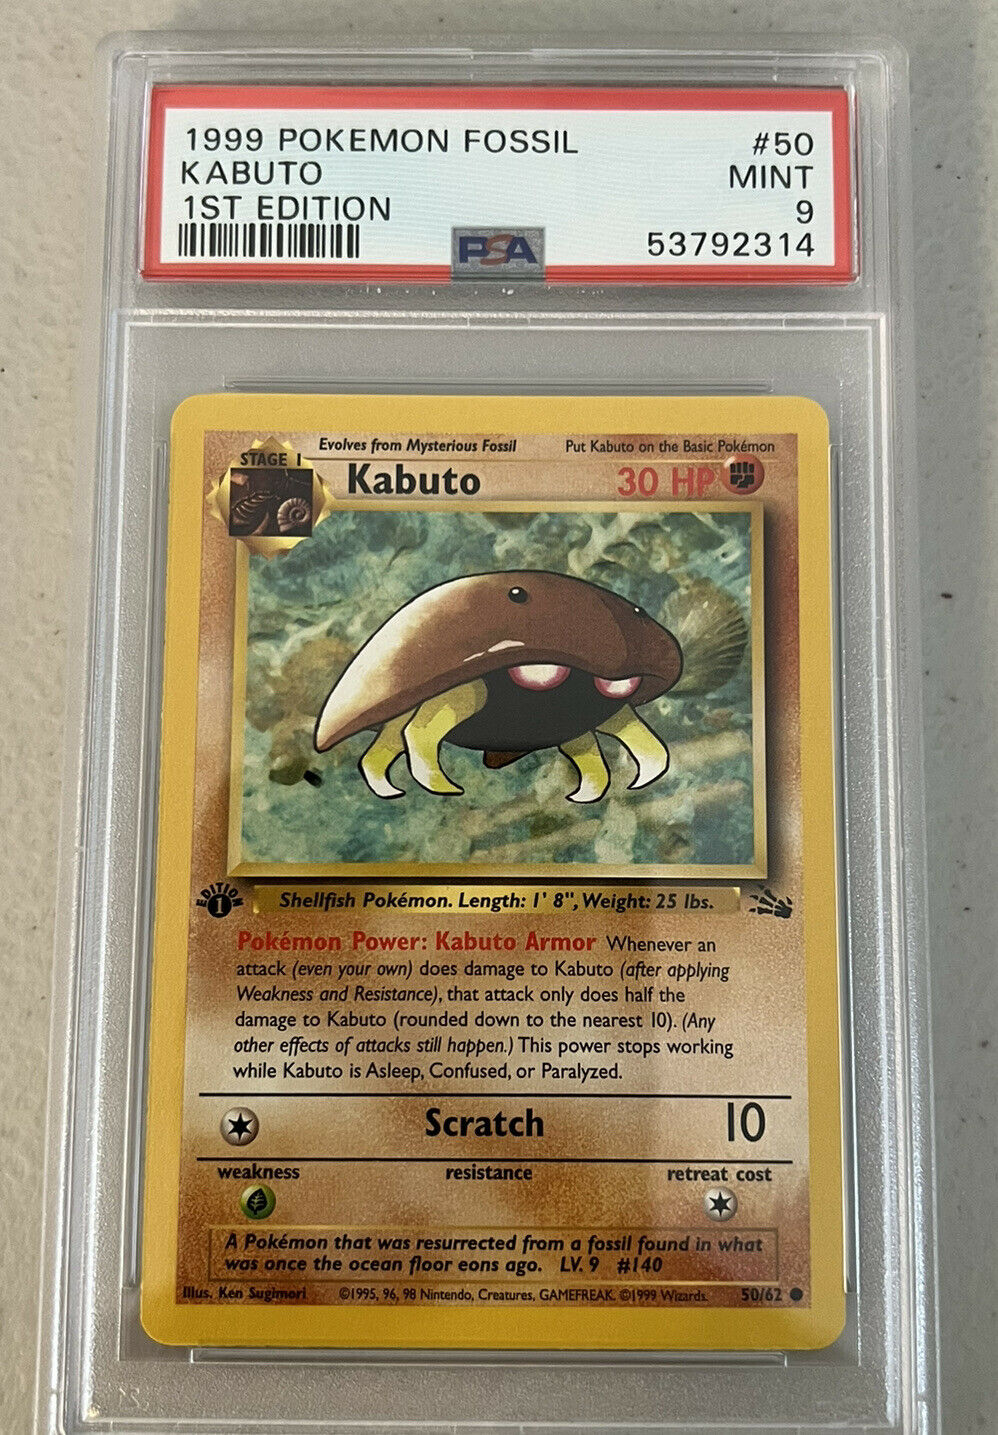 1999 POKEMON FOSSIL #50
KABUTO MINT
1ST EDITION 9
PSA 53792314
Evolves from Mysterious Fossil Put Kabuto on the Basic Pokémon
STAGE 1
Kabuto 30 HP
EDITION
1
Shellfish Pokémon. Length: 1' 8", Weight: 25 lbs.
Pokémon Power: Kabuto Armor Whenever an
attack (even your own) does damage to Kabuto (after applying
Weakness and Resistance), that attack only does half the
damage to Kabuto (rounded down to the nearest 10). (Any
other effects of attacks still happen.) This power stops working
while Kabuto is Asleep, Confused, or Paralyzed.
Scratch 10
weakness resistance retreat cost
A Pokémon that was resurrected from a fossil found in what
was once the ocean floor eons ago. LV. 9 #140
Illus. Ken Sugimori ©1995, 96, 98 Nintendo, Creatures, GAMEFREAK. ©1999 Wizards. 50/62